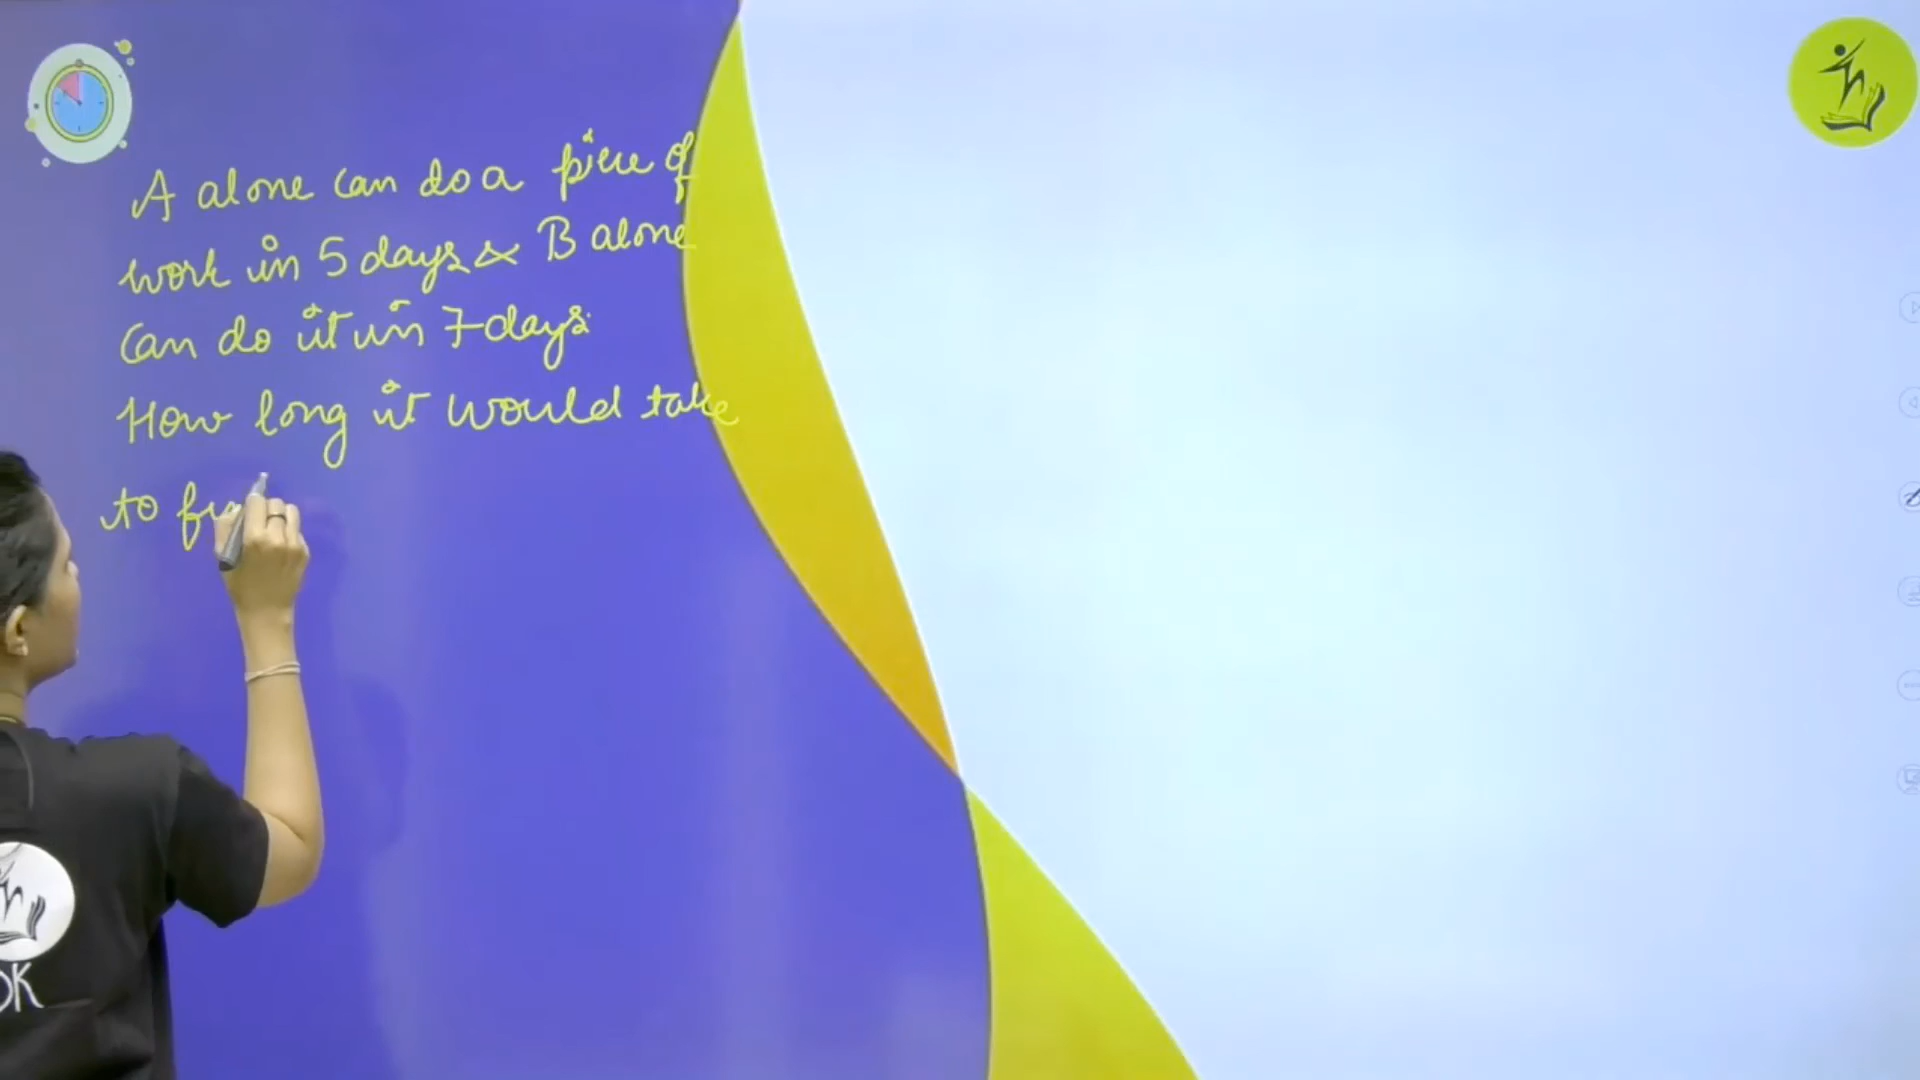 A alone can do a piece of
work in 5 days & B alone
can do it in 7 days.
How long it would take
to
OK